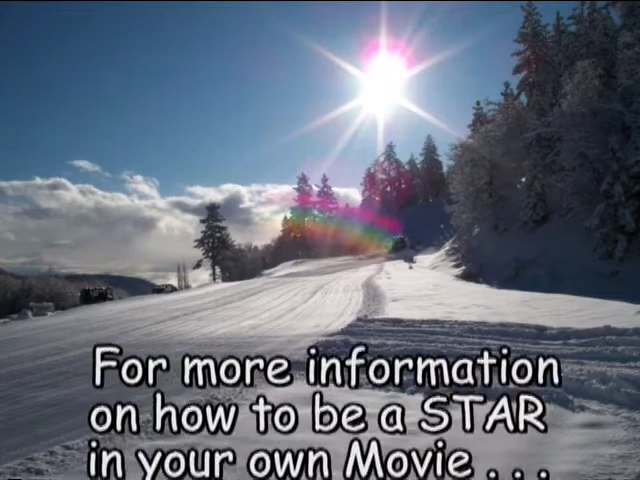 For more information
on how to be a STAR
in your own Movie . . .